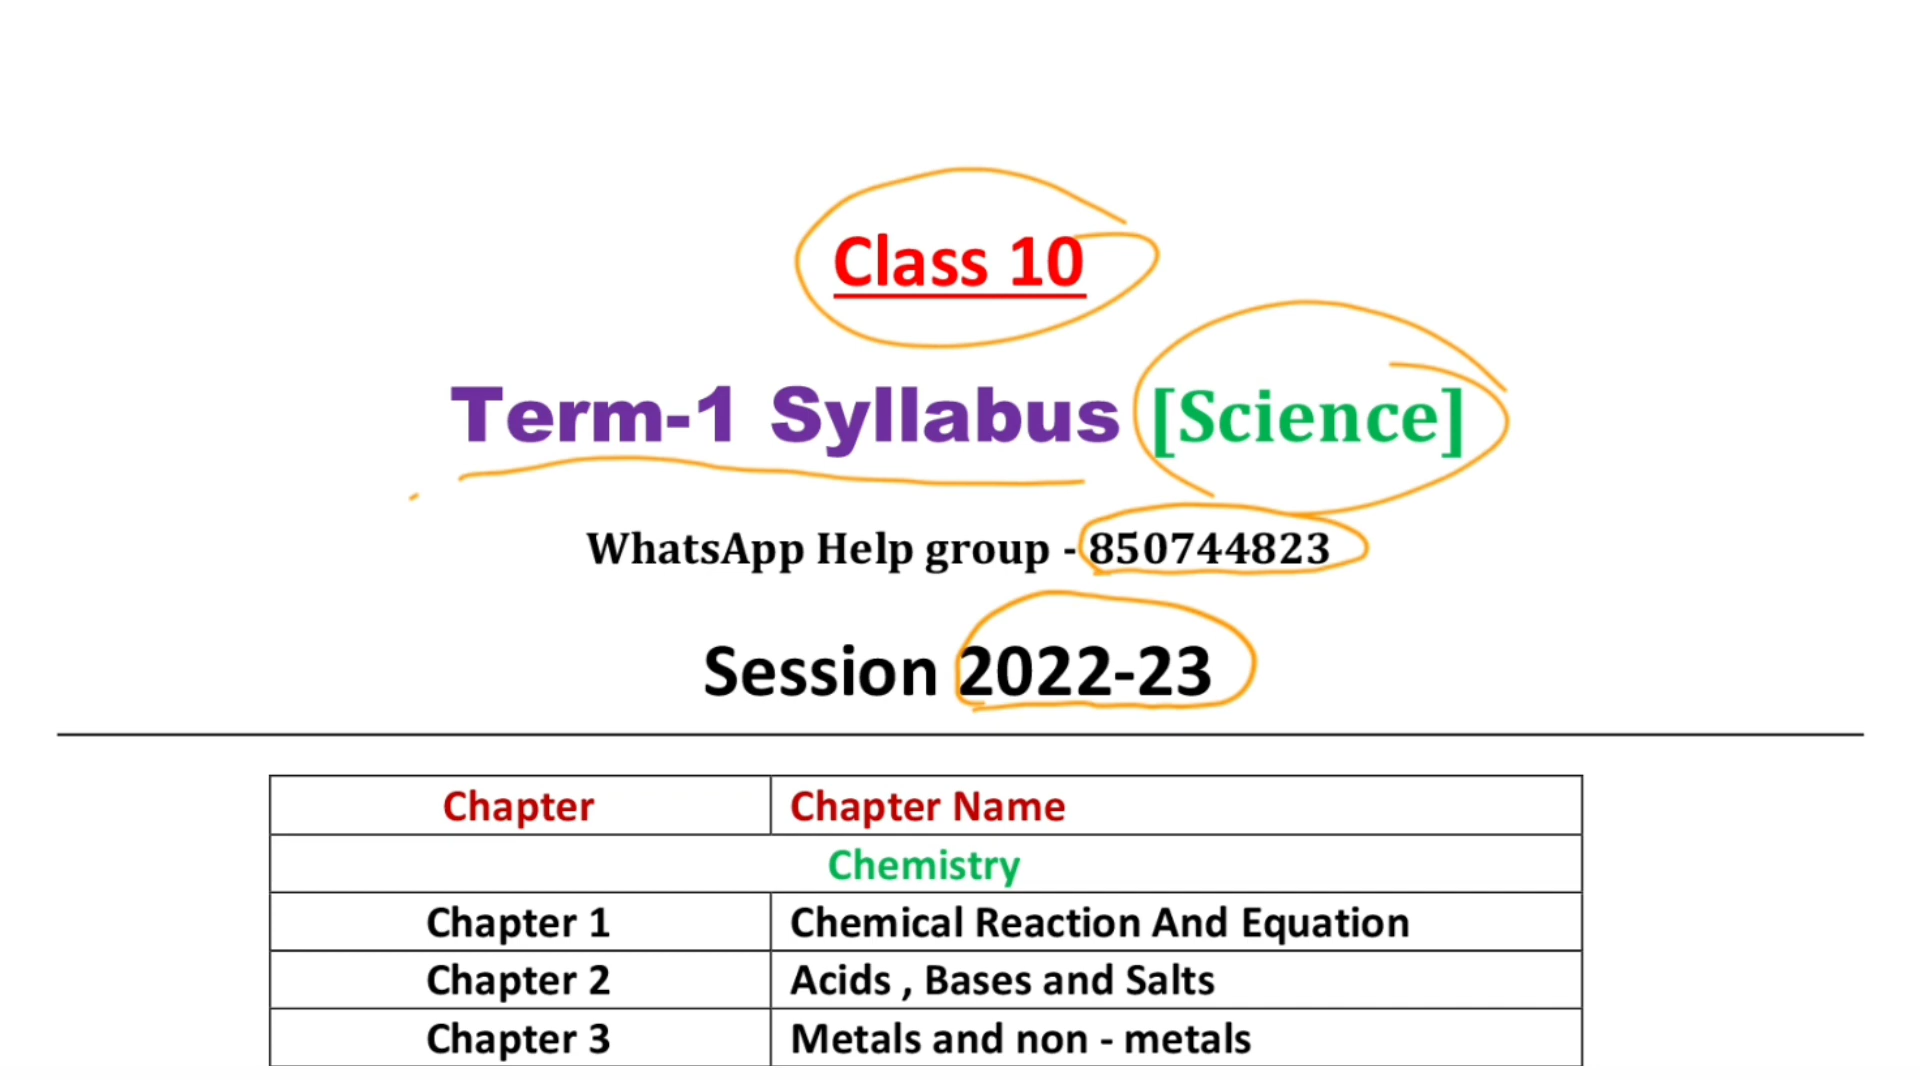 Class 10
Term-1 Syllabus [Science]
WhatsApp Help group - 850744823
Session 2022-23
Chapter Chapter Name
Chemistry
Chapter 1 Chemical Reaction And Equation
Chapter 2 Acids , Bases and Salts
Chapter 3 Metals and non - metals